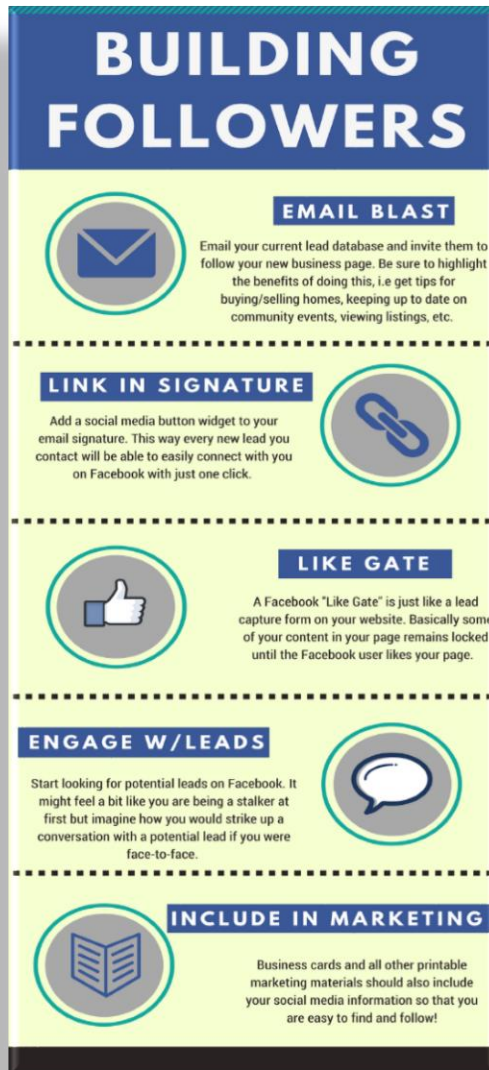 BUILDING
FOLLOWERS
EMAIL BLAST
Email your current lead database and invite them to
follow your new business page. Be sure to highlight
the benefits of doing this, i.e get tips for
buying/selling homes, keeping up to date on
community events, viewing listings, etc.
LINK IN SIGNATURE
Add a social media button widget to your
email signature. This way every new lead you
contact will be able to easily connect with you
on Facebook with just one click.
LIKE GATE
A Facebook "Like Gate" is just like a lead
capture form on your website. Basically some
of your content in your page remains locked
until the Facebook user likes your page.
ENGAGE W/LEADS
Start looking for potential leads on Facebook. It
might feel a bit like you are being a stalker at
first but imagine how you would strike up a
conversation with a potential lead if you were
face-to-face.
INCLUDE IN MARKETING
Business cards and all other printable
marketing materials should also include
your social media information so that you
are easy to find and follow!